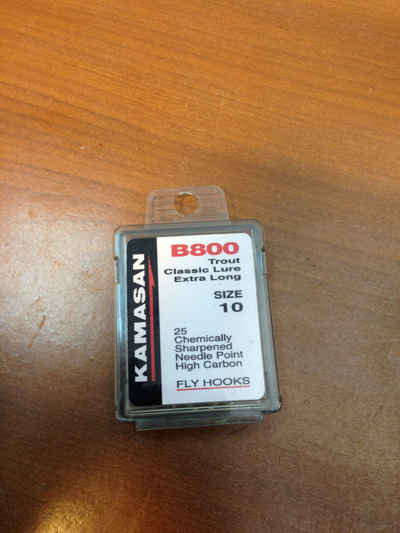 KAMASAN
B800
Trout
Classic Lure
Extra Long
SIZE
10
25
Chemically
Sharpened
Needle Point
High Carbon
FLY HOOKS